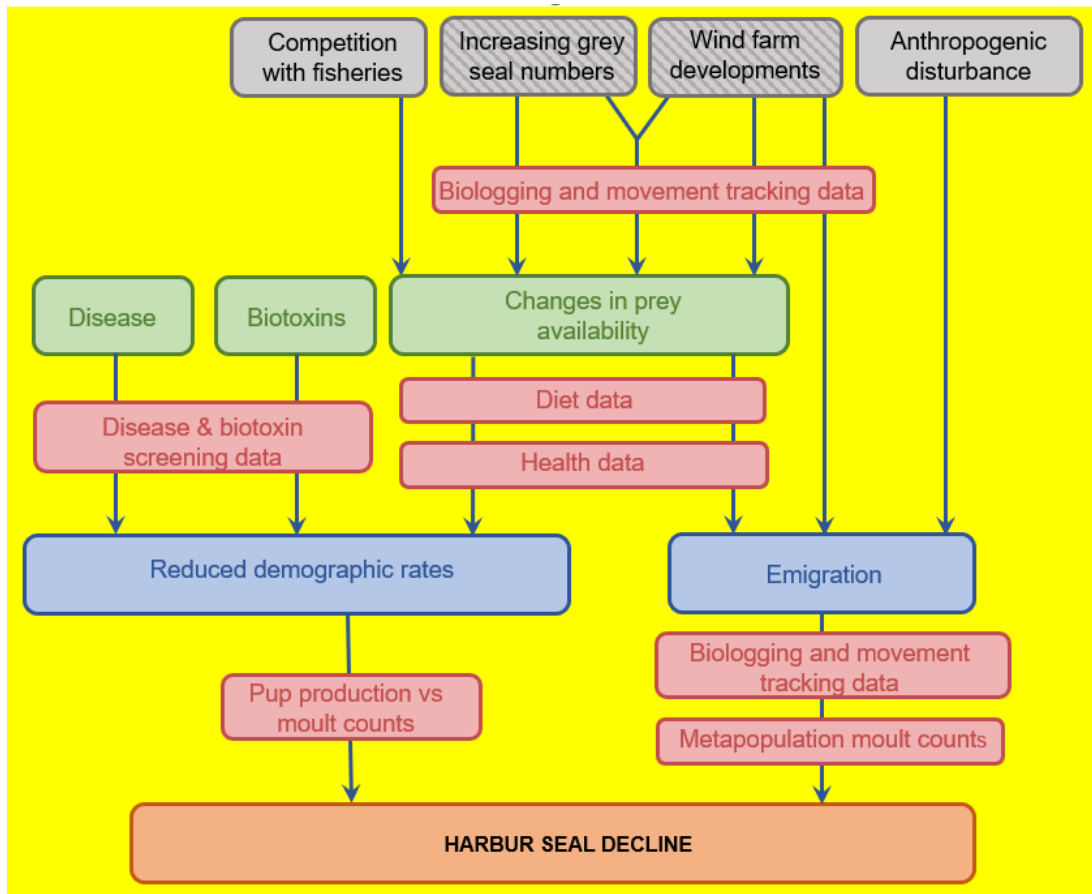 Competition
with fisheries
Increasing grey
seal numbers
Wind farm
developments
Anthropogenic
disturbance
Biologging and movement tracking data
Disease
Biotoxins
Changes in prey
availability
Disease & biotoxin
screening data
Diet data
Health data
Reduced demographic rates
Emigration
Pup production vs
moult counts
Biologging and movement
tracking data
Metapopulation moult counts
HARBUR SEAL DECLINE